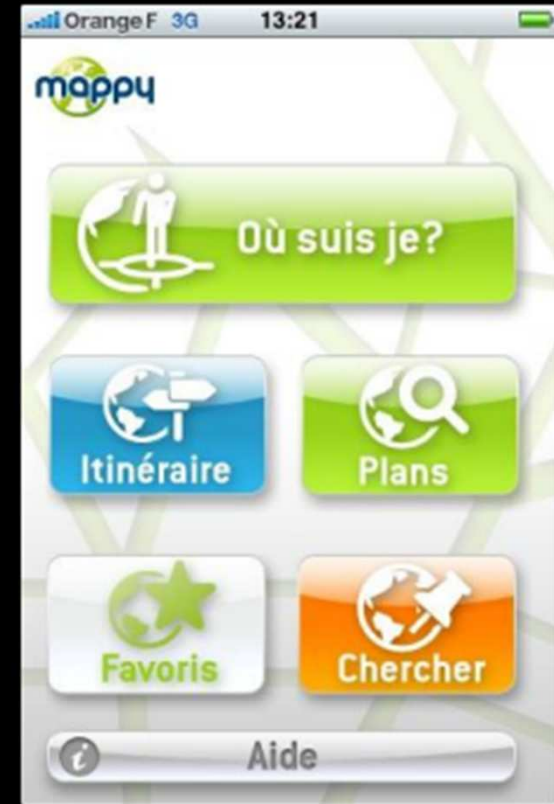 Orange F 3G 13:21
mappy
Où suis je?
Itinéraire Plans
Favoris Chercher
i Aide